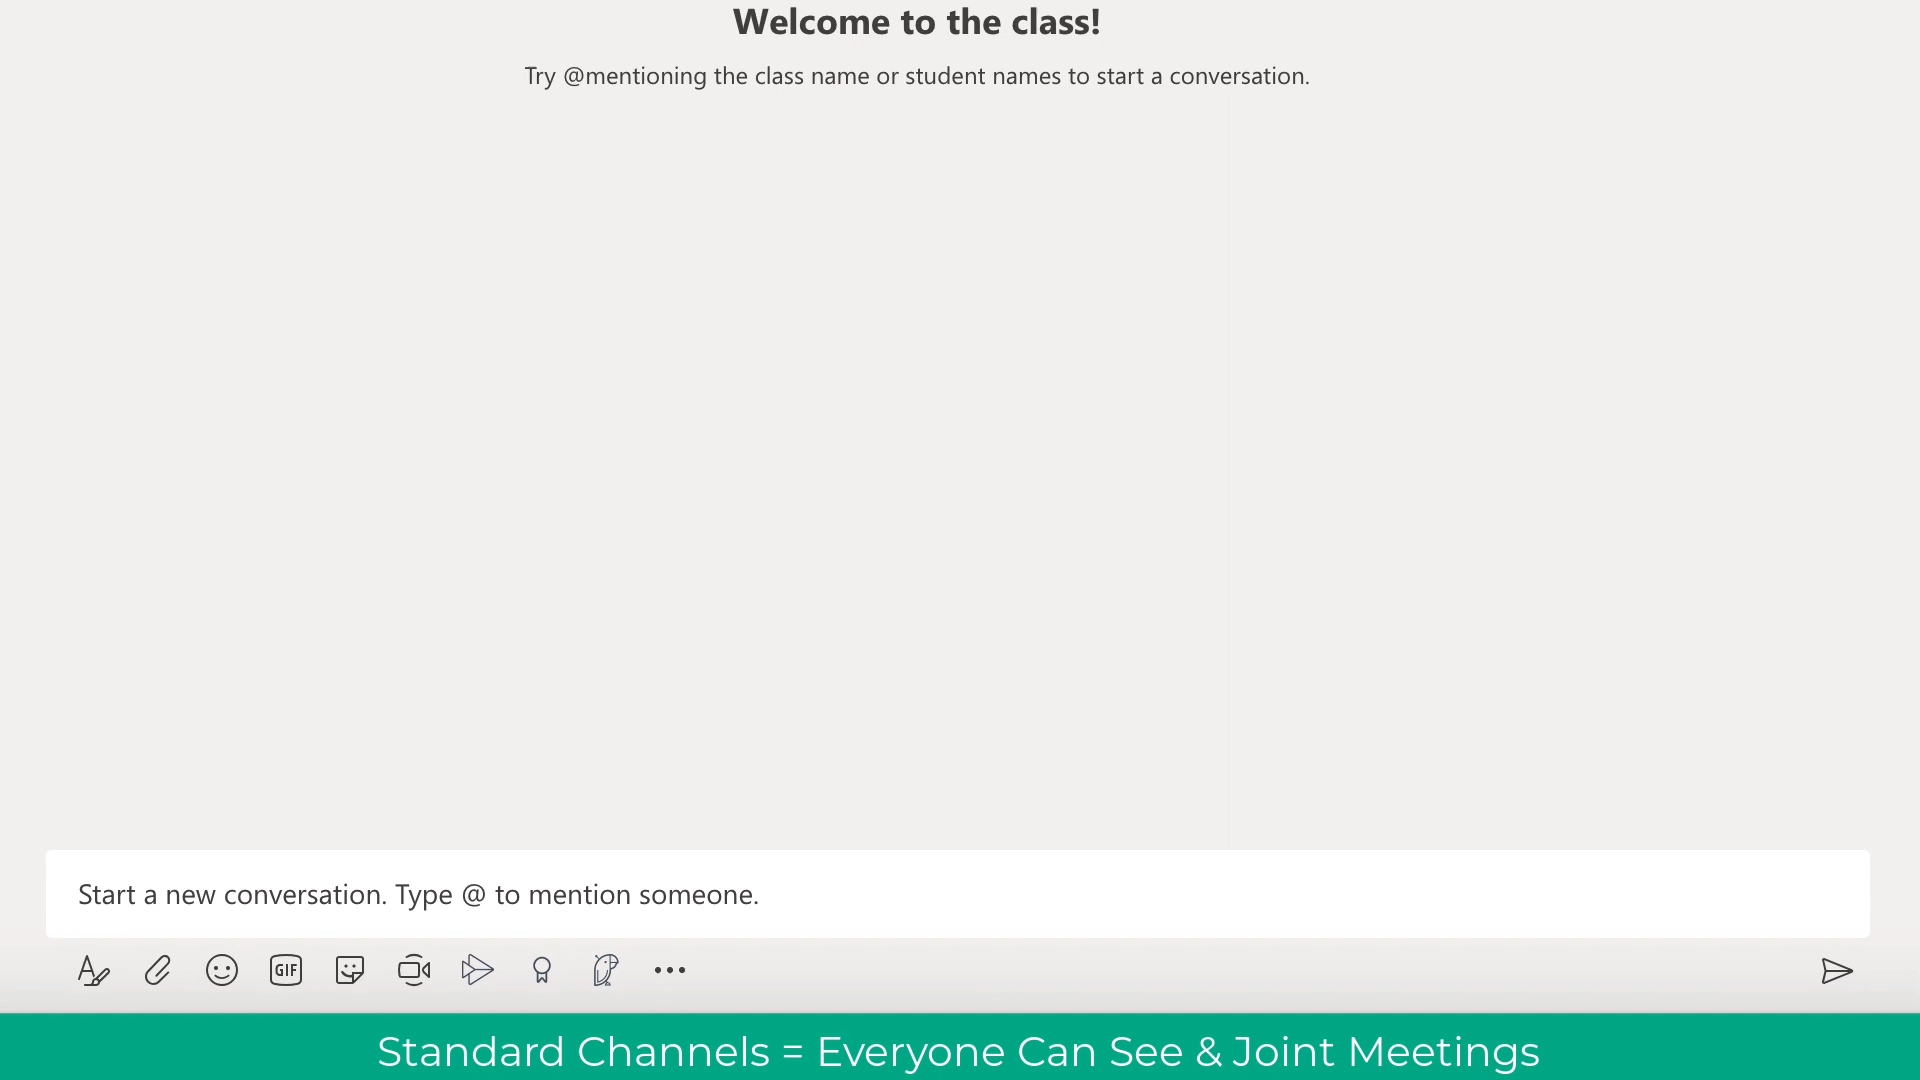 Welcome to the class!
Try @mentioning the class name or student names to start a conversation.
Start a new conversation. Type @ to mention someone.
GIF
Standard Channels = Everyone Can See & Joint Meetings